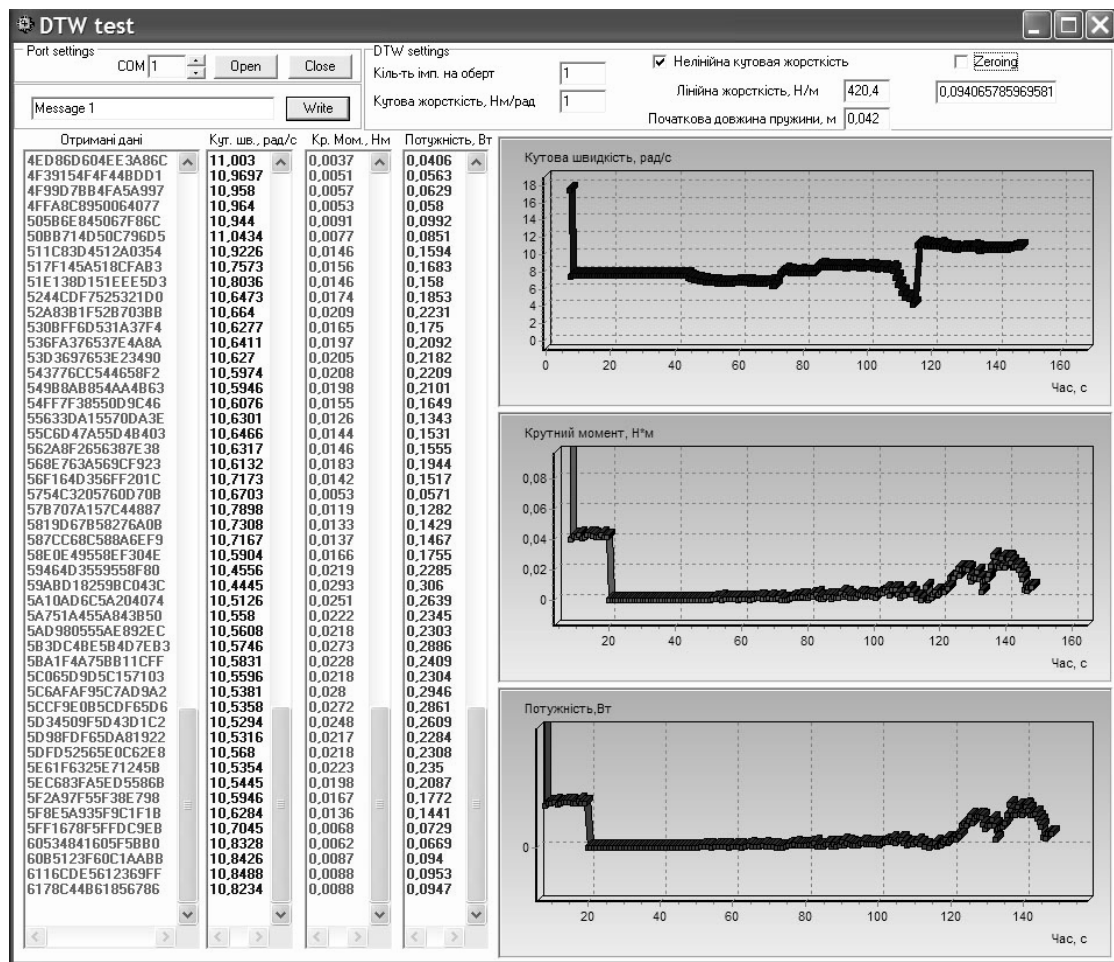 DTW test
Port settings
COM 1 Open Close
Message 1 Write
DTW settings
Кіль-ть імп. на оберт 1
Кутова жорсткість, Нм/рад 1
Нелінійна кутовая жорсткість
Zeroing
Лінійна жорсткість, Н/м 420,4 0,094065785969581
Початкова довжина пружини, м 0,042
Отримані дані Кут. шв., рад/с Кр. Мом., Нм Потужність, Вт
4ED86D604EE3A86C 11,003 0,0037 0,0406
4F39154F4F44BDD1 10,9697 0,0051 0,0563
4F99D7BB4FA5A997 10,958 0,0057 0,0629
4FFA8C8950064077 10,964 0,0053 0,058
505B6E845067F86C 10,944 0,0091 0,0992
50BB714D50C796D5 11,0434 0,0077 0,0851
511C83D4512A0354 10,9226 0,0146 0,1594
517F145A518CFAB3 10,7573 0,0156 0,1683
51E138D151EEE5D3 10,8036 0,0146 0,158
5244CDF7525321D0 10,6473 0,0174 0,1853
52A83B1F52B703BB 10,664 0,0209 0,2231
530BFF6D531A37F4 10,6277 0,0165 0,175
536FA376537E4A8A 10,6411 0,0197 0,2092
53D3697653E23490 10,627 0,0205 0,2182
543776CC544658F2 10,5974 0,0208 0,2209
549B8AB854AA4B63 10,5946 0,0198 0,2101
54FF7F38550D9C46 10,6076 0,0155 0,1649
55633DA15570DA3E 10,6301 0,0126 0,1343
55C6D47A55D4B403 10,6466 0,0144 0,1531
562A8F2656387E38 10,6317 0,0146 0,1555
568E763A569CF923 10,6132 0,0183 0,1944
56F164D356FF201C 10,7173 0,0142 0,1517
5754C3205760D70B 10,6703 0,0053 0,0571
57B707A157C44887 10,7898 0,0119 0,1282
5819D67B58276A0B 10,7308 0,0133 0,1429
587CC68C588A6EF9 10,7167 0,0137 0,1467
58E0E49558EF304E 10,5904 0,0166 0,1755
59464D3559558F80 10,4556 0,0219 0,2285
59ABD18259BC043C 10,4445 0,0293 0,306
5A10AD6C5A204074 10,5126 0,0251 0,2639
5A751A455A843B50 10,558 0,0222 0,2345
5AD980555AE892EC 10,5608 0,0218 0,2303
5B3DC4BE5B4D7EB3 10,5746 0,0273 0,2886
5BA1F4A75BB11CFF 10,5831 0,0228 0,2409
5C065D9D5C157103 10,5596 0,0218 0,2304
5C6AFAF95C7AD9A2 10,5381 0,028 0,2946
5CCF9E0B5CDF65D6 10,5358 0,0272 0,2861
5D34509F5D43D1C2 10,5294 0,0248 0,2609
5D98FDF65DA81922 10,5316 0,0217 0,2284
5DFD52565E0C62E8 10,568 0,0218 0,2308
5E61F6325E71245B 10,5354 0,0223 0,235
5EC683FA5ED5586B 10,5445 0,0198 0,2087
5F2A97F55F38E798 10,5946 0,0167 0,1772
5F8E5A935F9C1F1B 10,6284 0,0136 0,1441
5FF1678F5FFDC9EB 10,7045 0,0068 0,0729
60534841605F5BB0 10,8328 0,0062 0,0669
60B5123F60C1AABB 10,8426 0,0087 0,094
6116CDE5612369FF 10,8488 0,0088 0,0953
6178C44B61856786 10,8234 0,0088 0,0947
Кутова швидкість, рад/с
18
16
14
12
10
8
6
4
2
0
0 20 40 60 80 100 120 140 160
Час, с
Крутний момент, Н*м
0,08
0,06
0,04
0,02
0
20 40 60 80 100 120 140 160
Час, с
Потужність,Вт
0
20 40 60 80 100 120 140
Час, с